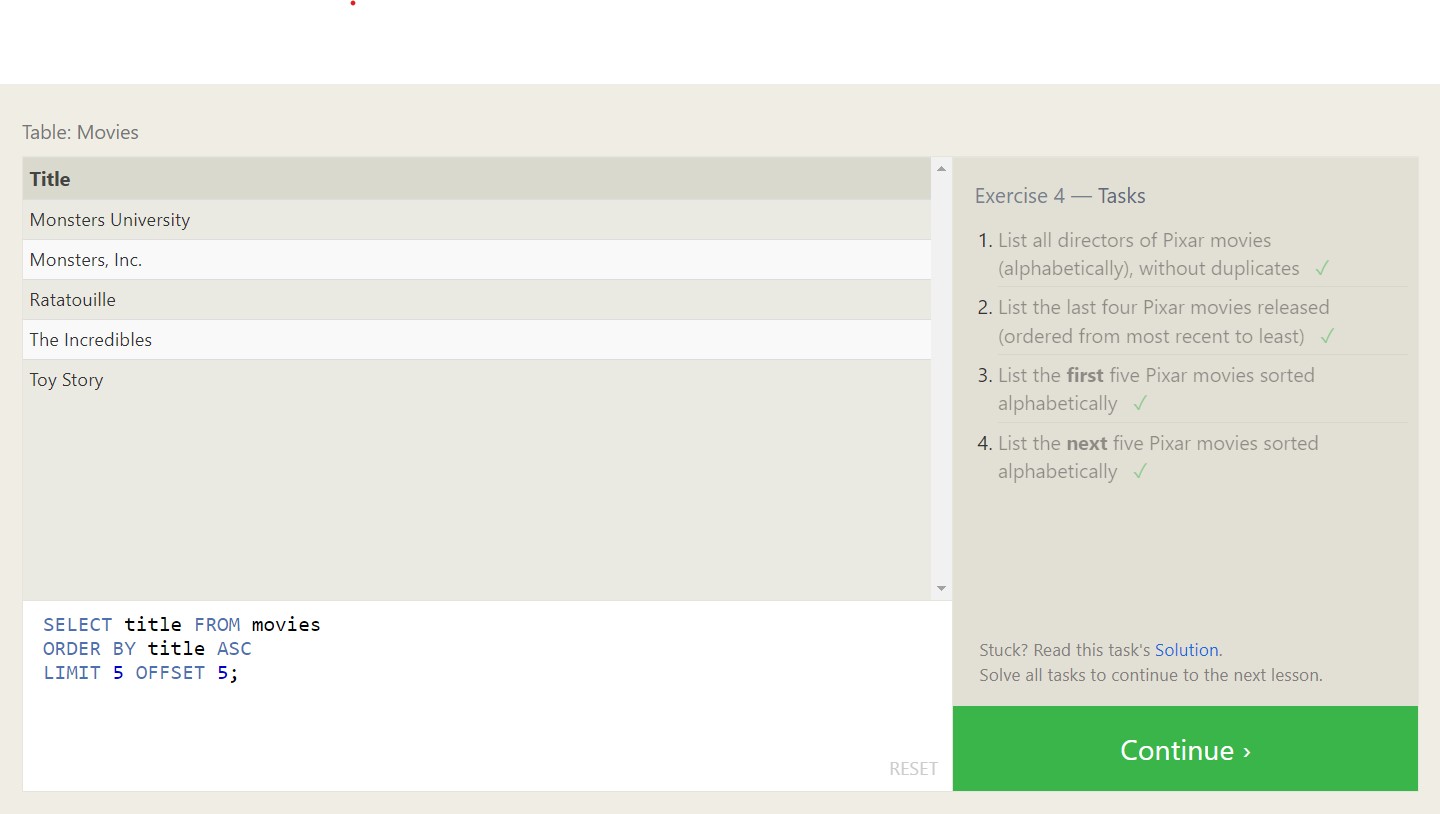 Table: Movies
Title
Monsters University
Monsters, Inc.
Ratatouille
The Incredibles
Toy Story
SELECT title FROM movies
ORDER BY title ASC
LIMIT 5 OFFSET 5;
RESET
Exercise 4 — Tasks
1. List all directors of Pixar movies
(alphabetically), without duplicates ✓
2. List the last four Pixar movies released
(ordered from most recent to least) ✓
3. List the first five Pixar movies sorted
alphabetically ✓
4. List the next five Pixar movies sorted
alphabetically ✓
Stuck? Read this task's Solution.
Solve all tasks to continue to the next lesson.
Continue ›